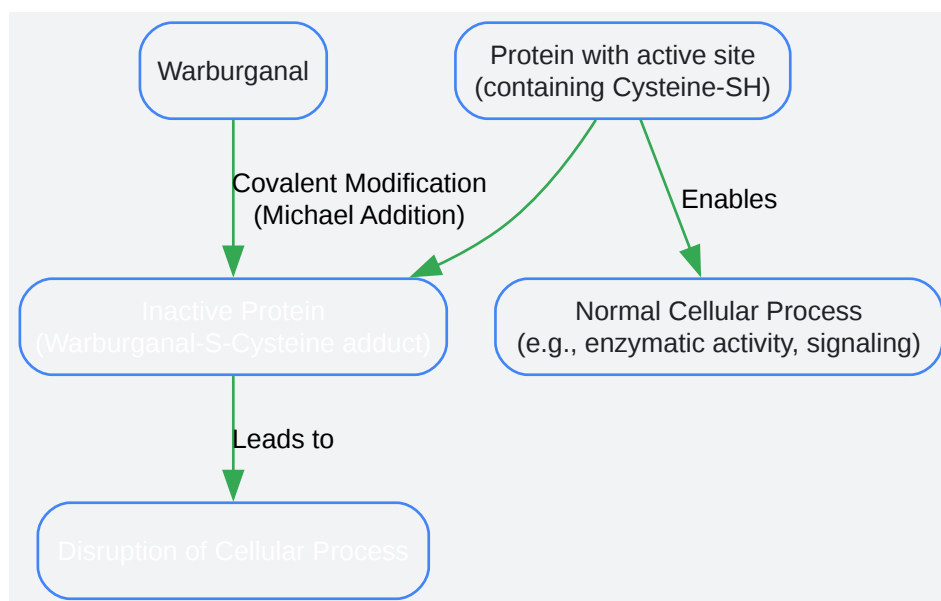 Warburganal
Protein with active site
(containing Cysteine-SH)
Covalent Modification
(Michael Addition)
Enables
Inactive Protein
(Warburganal-S-Cysteine adduct)
Normal Cellular Process
(e.g., enzymatic activity, signaling)
Leads to
Disruption of Cellular Process